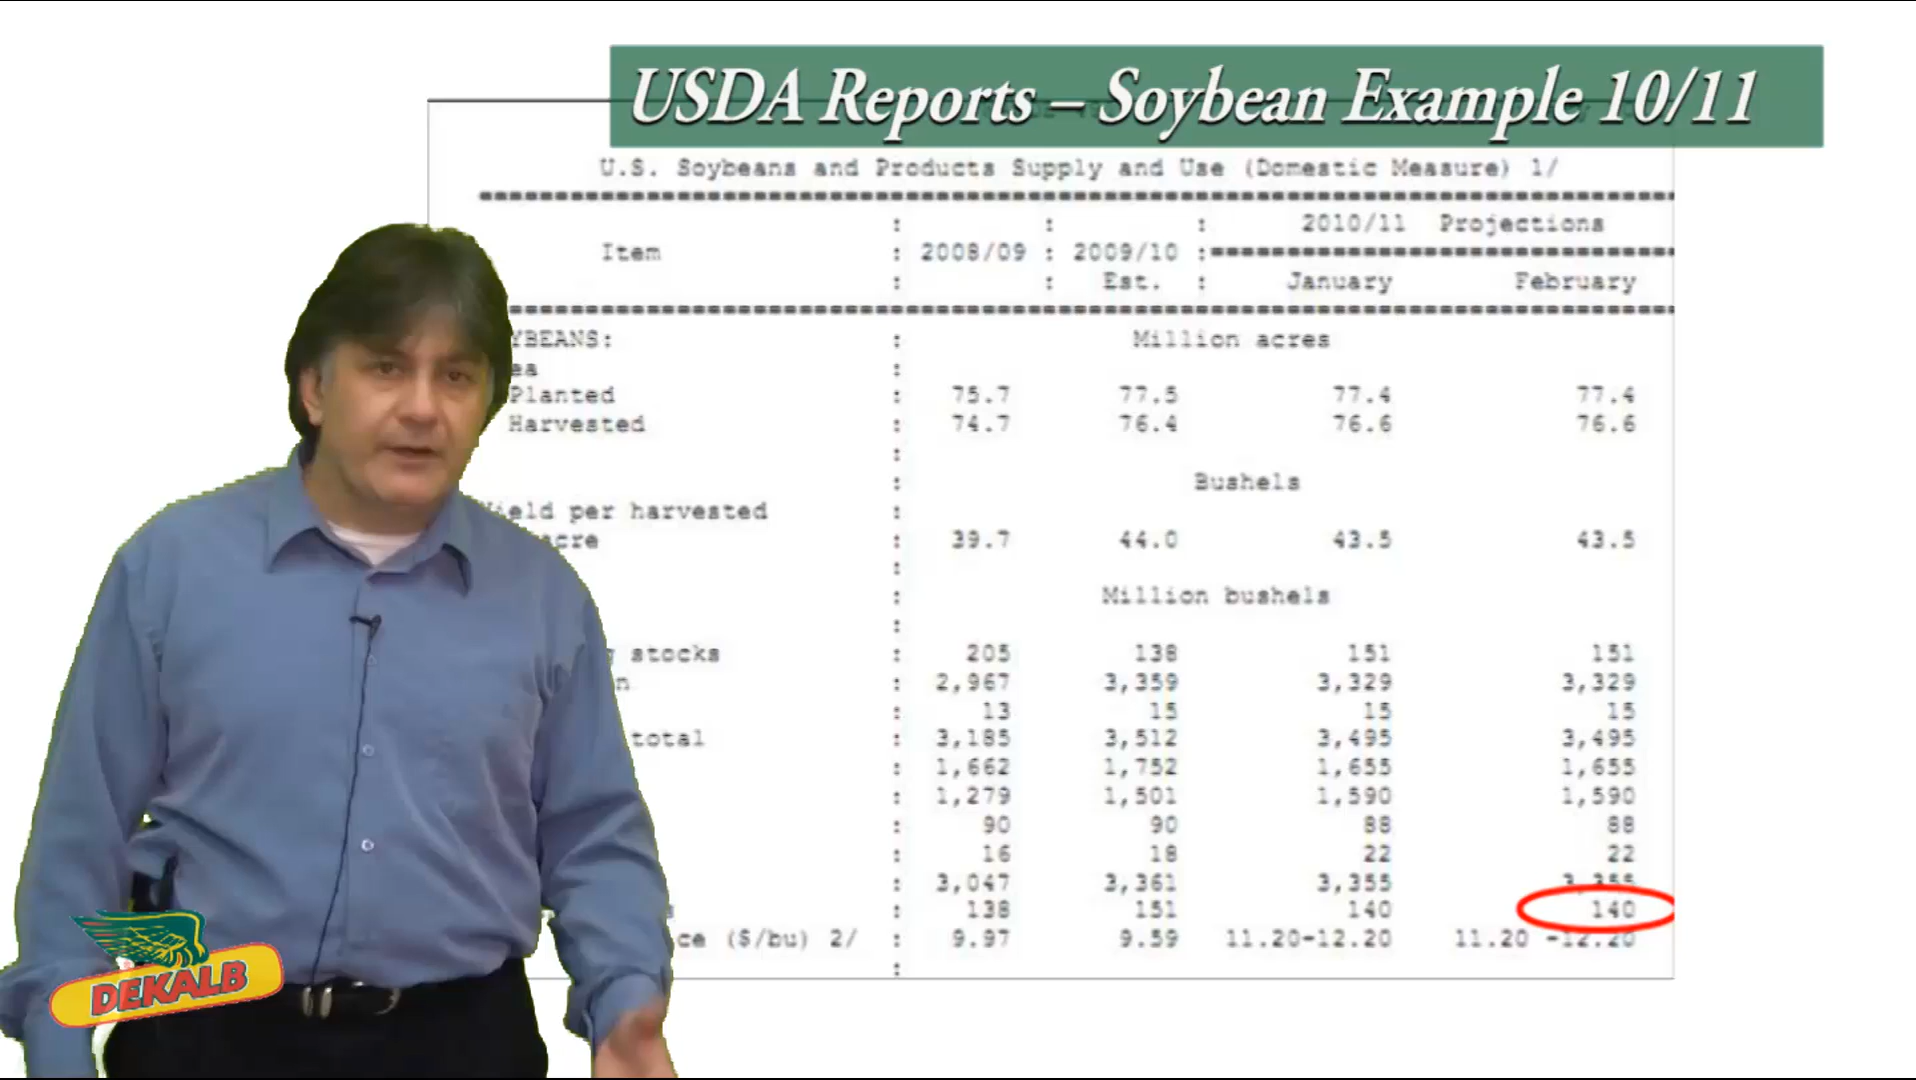 USDA Reports – Soybean Example 10/11
U.S. Soybeans and Products Supply and Use (Domestic Measure) 1/
: : : 2010/11 Projections
Item : 2008/09 : 2009/10 :
: : Est. : January February
YBEANS: : Million acres
ea :
Planted : 75.7 77.5 77.4 77.4
Harvested : 74.7 76.4 76.6 76.6
:
: Bushels
Yield per harvested :
acre : 39.7 44.0 43.5 43.5
:
: Million bushels
:
stocks : 205 138 151 151
n : 2,967 3,359 3,329 3,329
: 13 15 15 15
total : 3,185 3,512 3,495 3,495
: 1,662 1,752 1,655 1,655
: 1,279 1,501 1,590 1,590
: 90 90 88 88
: 16 18 22 22
: 3,047 3,361 3,355 3,355
s : 138 151 140 140
ce ($/bu) 2/ : 9.97 9.59 11.20-12.20 11.20 -12.20
:
DEKALB